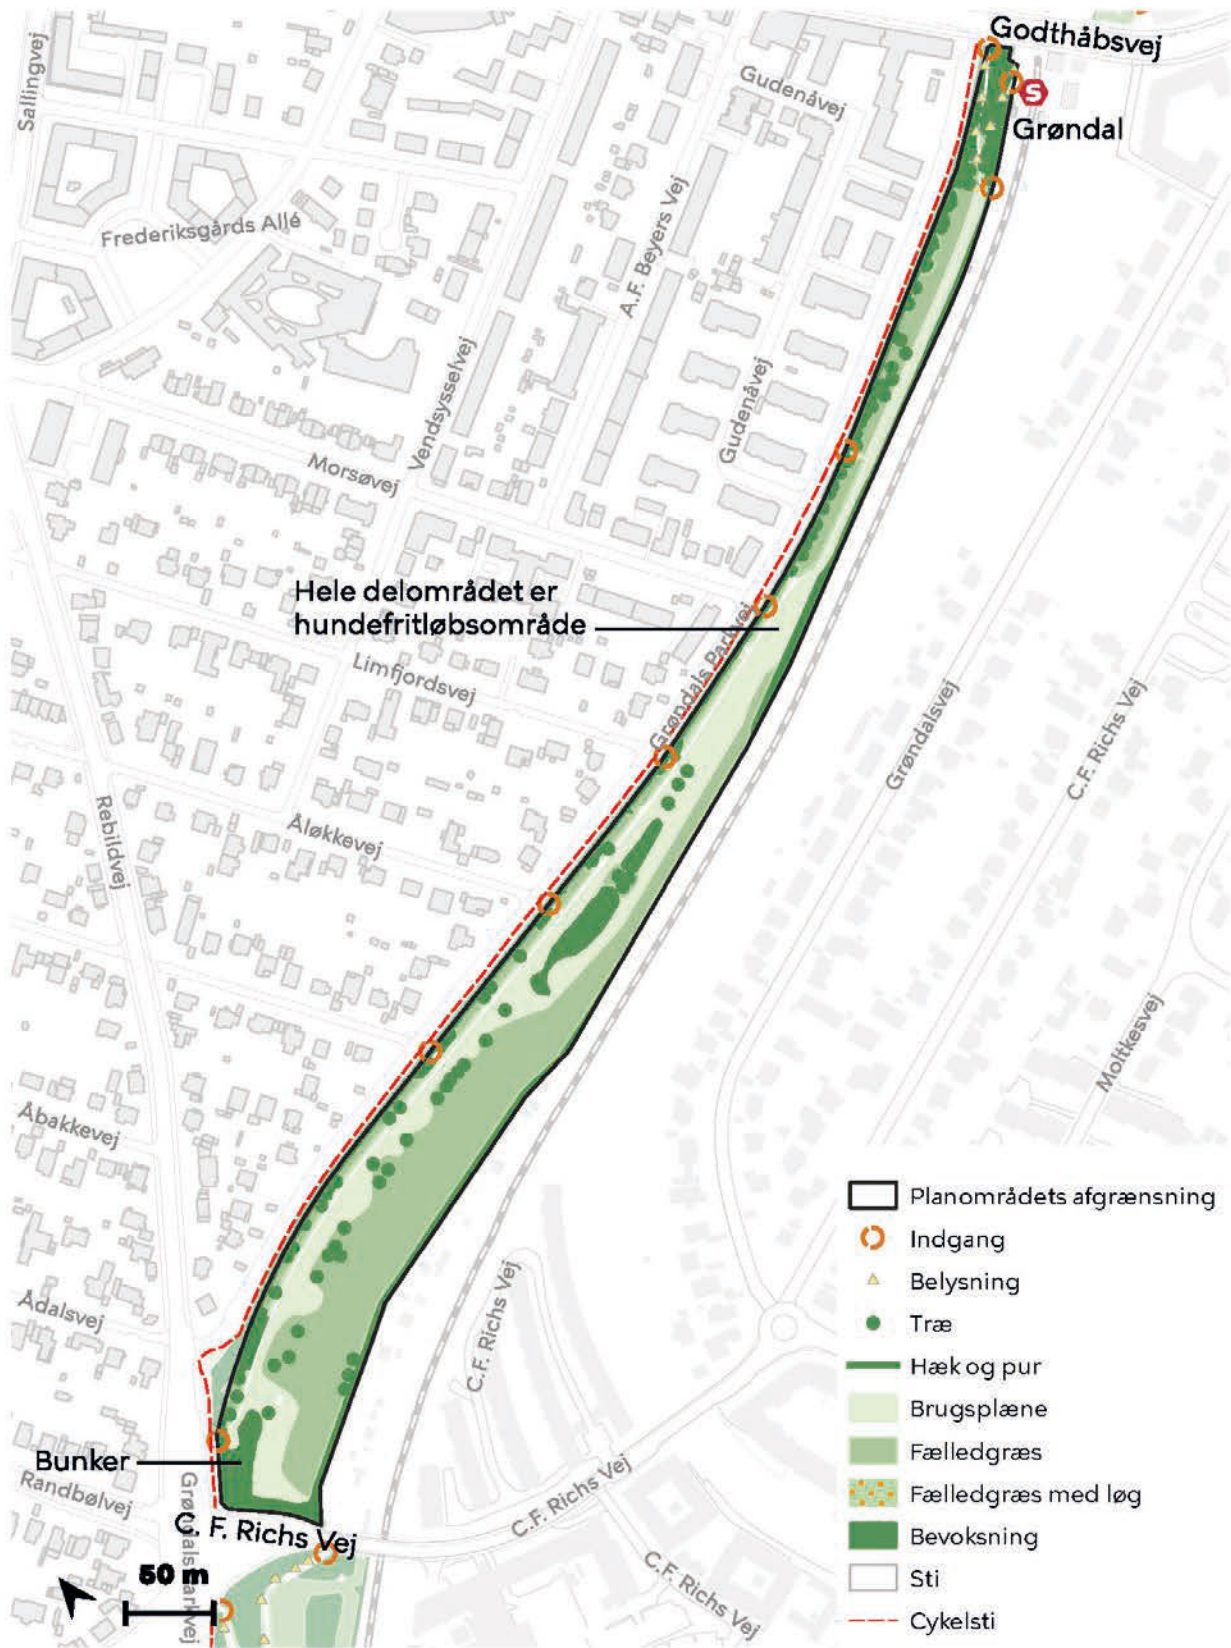 Godthåbsvej
Sallingvej
Gudenåvej
S
Grøndal
Frederiksgårds Allé
A.F. Beyers Vej
Vendsysselvej
Gudenåvej
Morsøvej
Hele delområdet er
hundefritløbsområde
Limfjordsvej
Grøndals Parkvej
Grøndalsvej
C.F. Richs Vej
Rebildvej
Åløkkevej
Moltkesvej
Åbakkevej
Ådalsvej
C.F. Richs Vej
Bunker
Randbølvej
Grøndals Parkvej
C. F. Richs Vej
C.F. Richs Vej
C.F. Richs Vej
50 m
Planområdets afgrænsning
Indgang
Belysning
Træ
Hæk og pur
Brugsplæne
Fælledgræs
Fælledgræs med løg
Bevoksning
Sti
Cykelsti